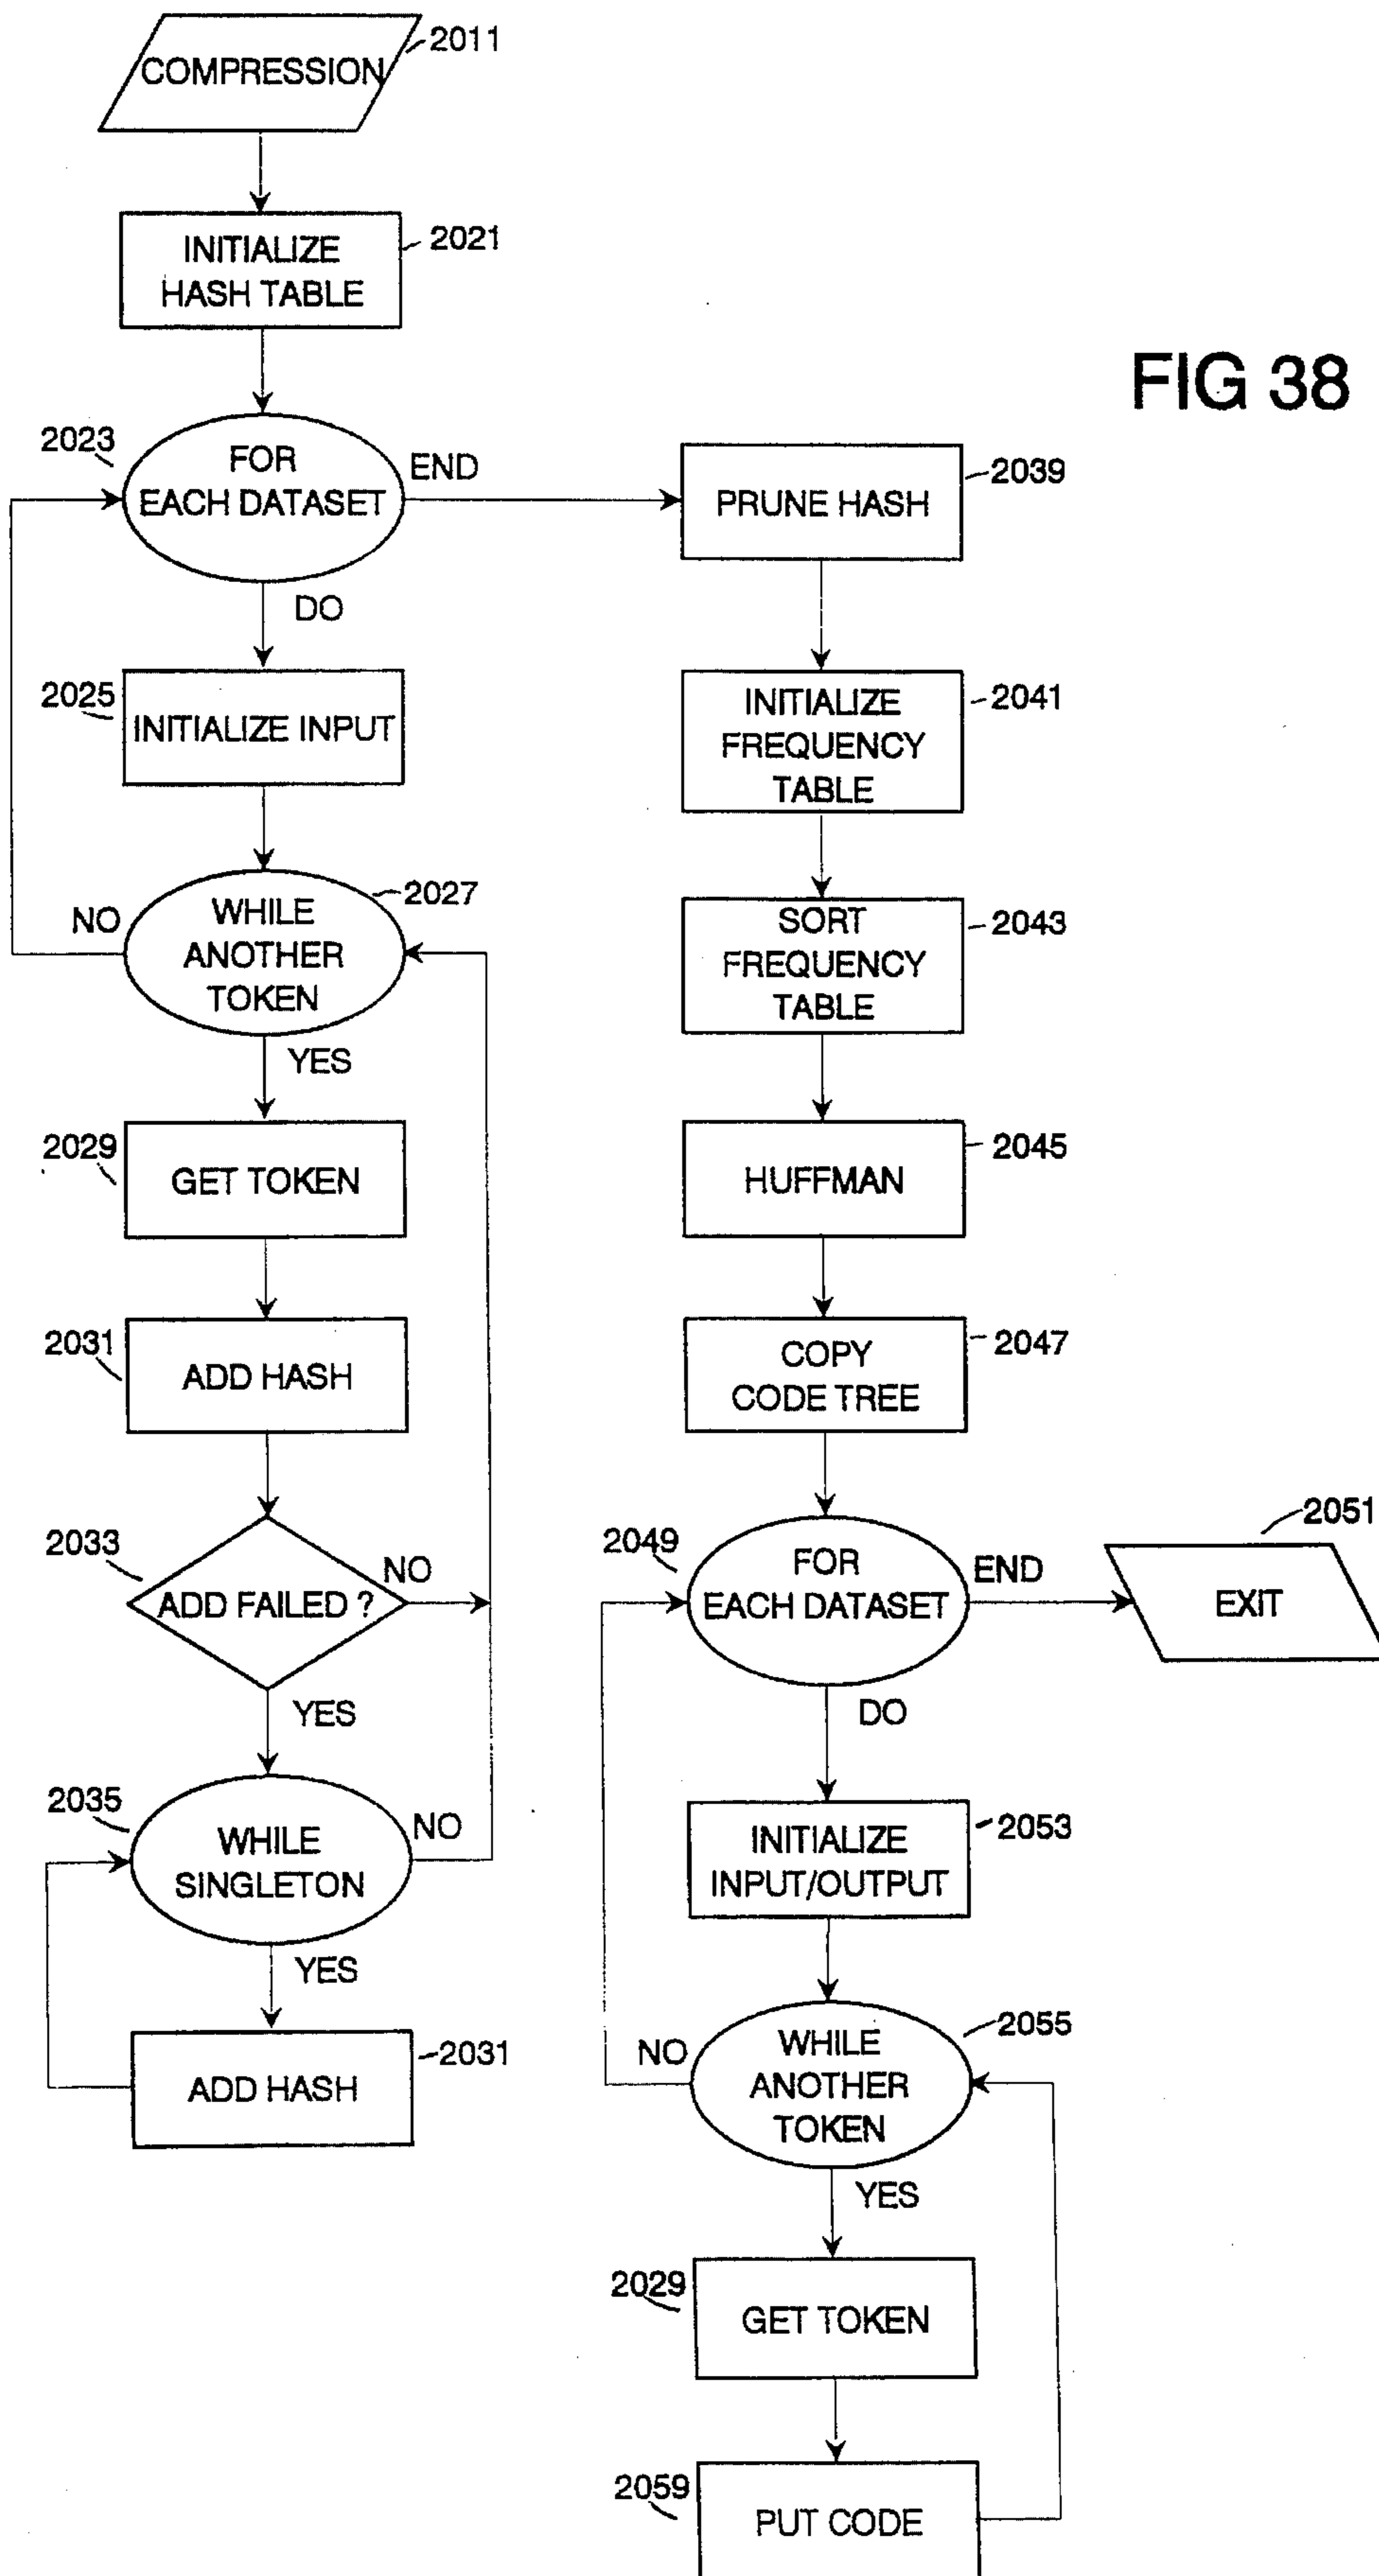 COMPRESSION
2011
INITIALIZE
HASH TABLE
2021
FIG 38
2023
FOR
EACH DATASET
END
DO
2025
INITIALIZE INPUT
2027
WHILE
ANOTHER
TOKEN
NO
YES
2029
GET TOKEN
2031
ADD HASH
2033
ADD FAILED ?
NO
YES
2035
WHILE
SINGLETON
NO
YES
ADD HASH
2031
PRUNE HASH
2039
INITIALIZE
FREQUENCY
TABLE
2041
SORT
FREQUENCY
TABLE
2043
HUFFMAN
2045
COPY
CODE TREE
2047
2049
FOR
EACH DATASET
END
2051
EXIT
DO
INITIALIZE
INPUT/OUTPUT
2053
WHILE
ANOTHER
TOKEN
2055
NO
YES
2029
GET TOKEN
2059
PUT CODE